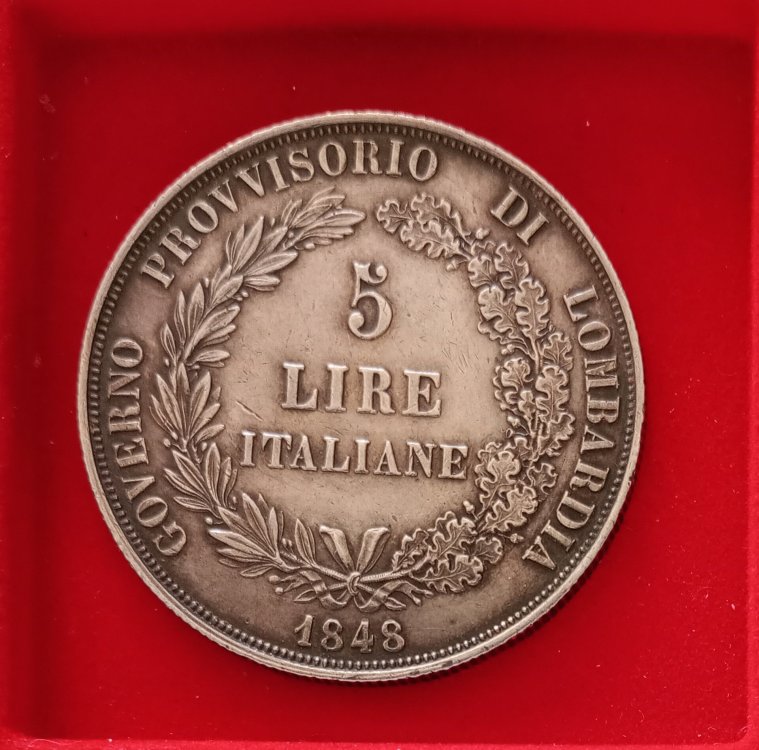 GOVERNO PROVVISORIO DI LOMBARDIA
5
LIRE
ITALIANE
1848